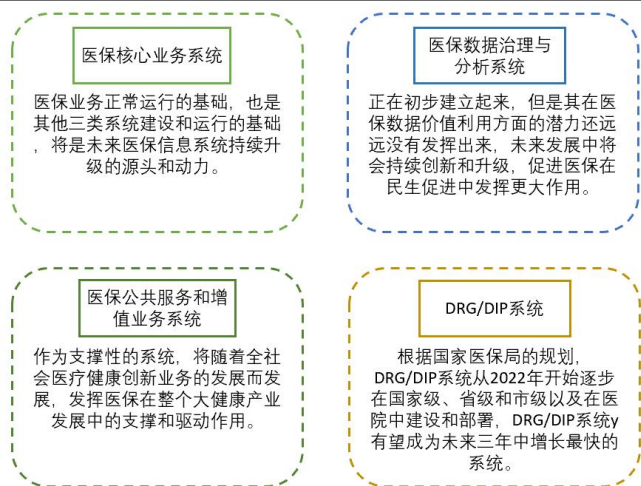 医保核心业务系统
医保业务正常运行的基础，也是
其他三类系统建设和运行的基础
，将是未来医保信息系统持续升
级的源头和动力。
医保数据治理与
分析系统
正在初步建立起来，但是其在医
保数据价值利用方面的潜力还远
远没有发挥出来，未来发展中将
会持续创新和升级，促进医保在
民生促进中发挥更大作用。
医保公共服务和增
值业务系统
作为支撑性的系统，将随着全社
会医疗健康创新业务的发展而发
展，发挥医保在整个大健康产业
发展中的支撑和驱动作用。
DRG/DIP系统
根据国家医保局的规划，
DRG/DIP系统从2022年开始逐步
在国家级、省级和市级以及在医
院中建设和部署，DRG/DIP系统y
有望成为未来三年中增长最快的
系统。